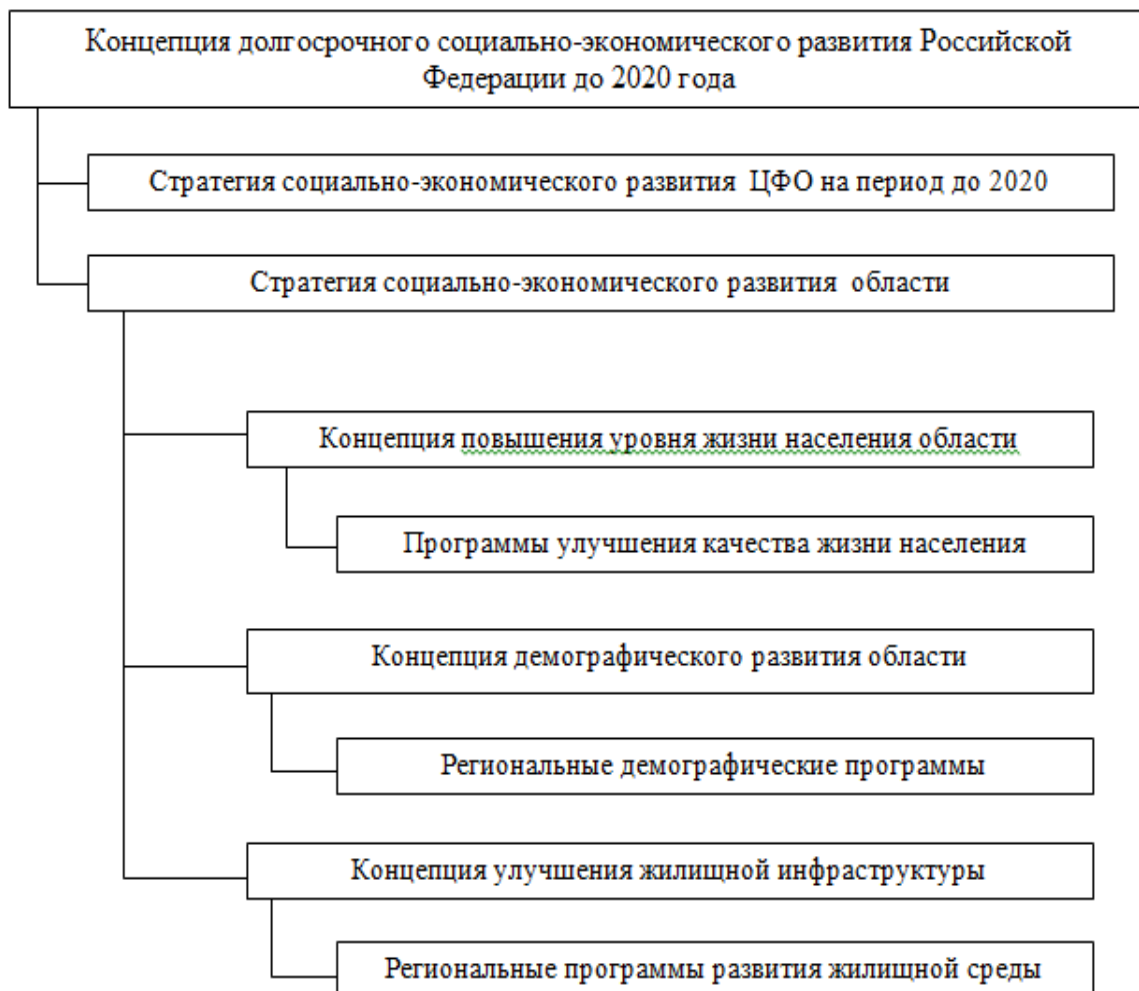 Концепция долгосрочного социально-экономического развития Российской
Федерации до 2020 года
Стратегия социально-экономического развития ЦФО на период до 2020
Стратегия социально-экономического развития области
Концепция повышения уровня жизни населения области
Программы улучшения качества жизни населения
Концепция демографического развития области
Региональные демографические программы
Концепция улучшения жилищной инфраструктуры
Региональные программы развития жилищной среды